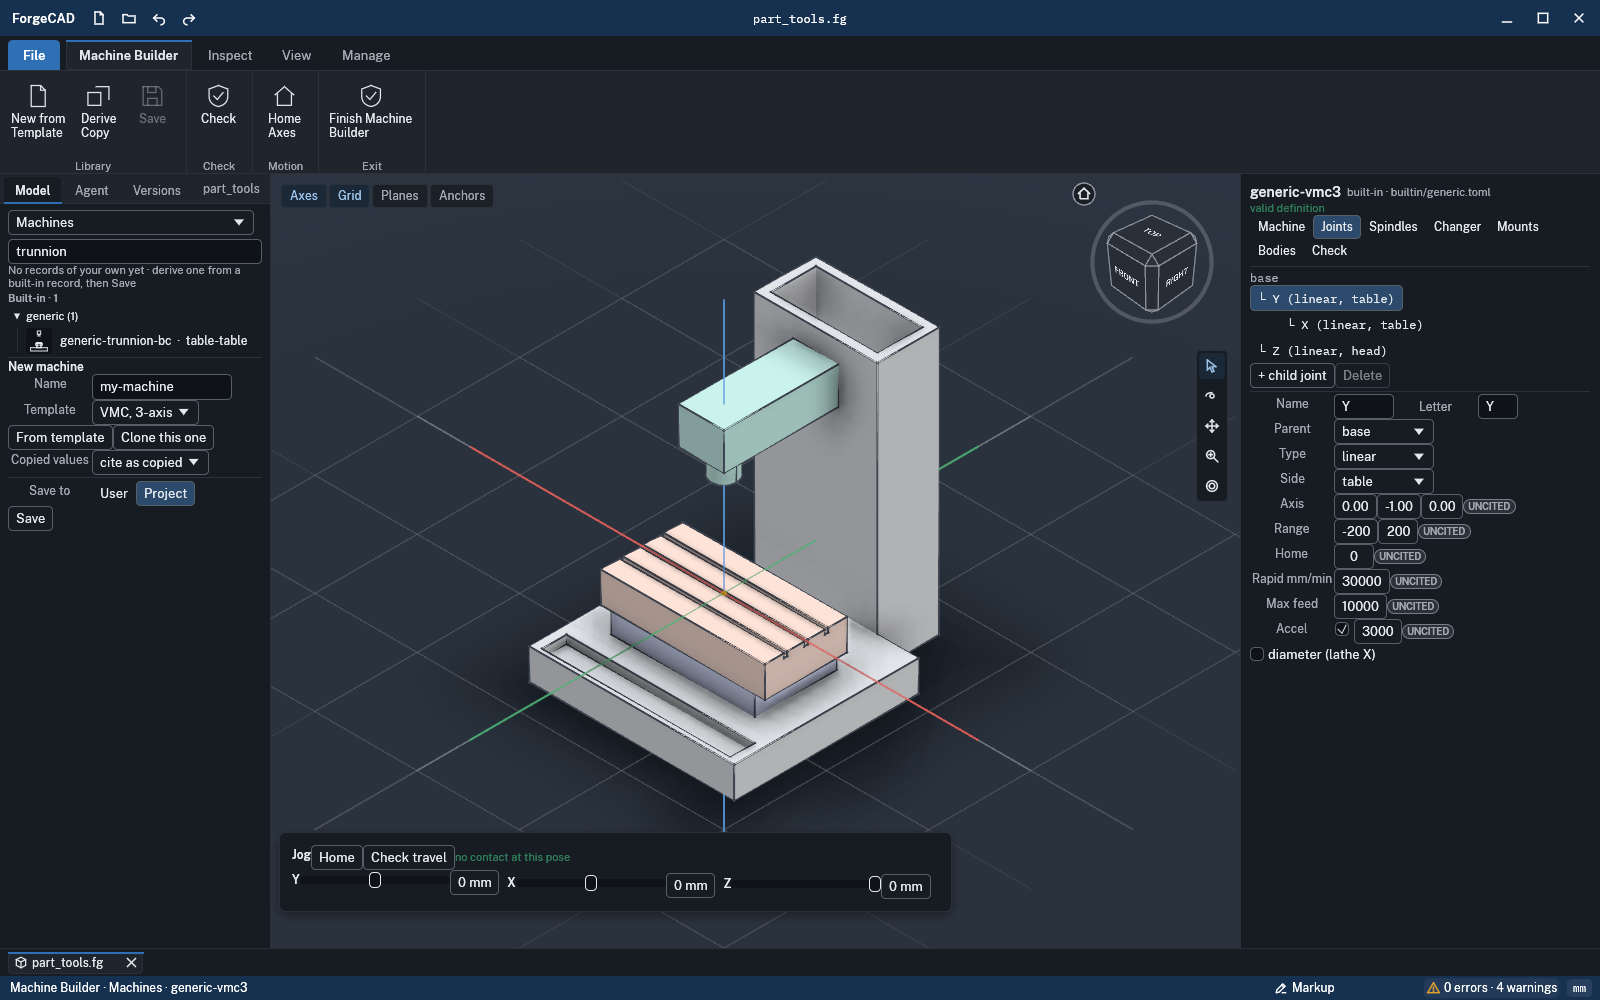 ForgeCAD
part_tools.fg
File
Machine Builder
Inspect
View
Manage
New from
Template
Derive
Copy
Save
Check
Home
Axes
Finish Machine
Builder
Library
Check
Motion
Exit
Model
Agent
Versions
part_tools
Machines
trunnion
No records of your own yet · derive one from a
built-in record, then Save
Built-in · 1
generic (1)
generic-trunnion-bc · table-table
New machine
Name
my-machine
Template
VMC, 3-axis
From template
Clone this one
Copied values
cite as copied
Save to
User
Project
Save
Axes
Grid
Planes
Anchors
TOP
FRONT
RIGHT
Jog
Home
Check travel
no contact at this pose
Y
0 mm
X
0 mm
Z
0 mm
generic-vmc3 built-in · builtin/generic.toml
valid definition
Machine
Joints
Spindles
Changer
Mounts
Bodies
Check
base
└ Y (linear, table)
└ X (linear, table)
└ Z (linear, head)
+ child joint
Delete
Name
Y
Letter
Y
Parent
base
Type
linear
Side
table
Axis
0.00
-1.00
0.00
UNCITED
Range
-200
200
UNCITED
Home
0
UNCITED
Rapid mm/min
30000
UNCITED
Max feed
10000
UNCITED
Accel
3000
UNCITED
diameter (lathe X)
part_tools.fg
Machine Builder · Machines · generic-vmc3
Markup
0 errors · 4 warnings
mm